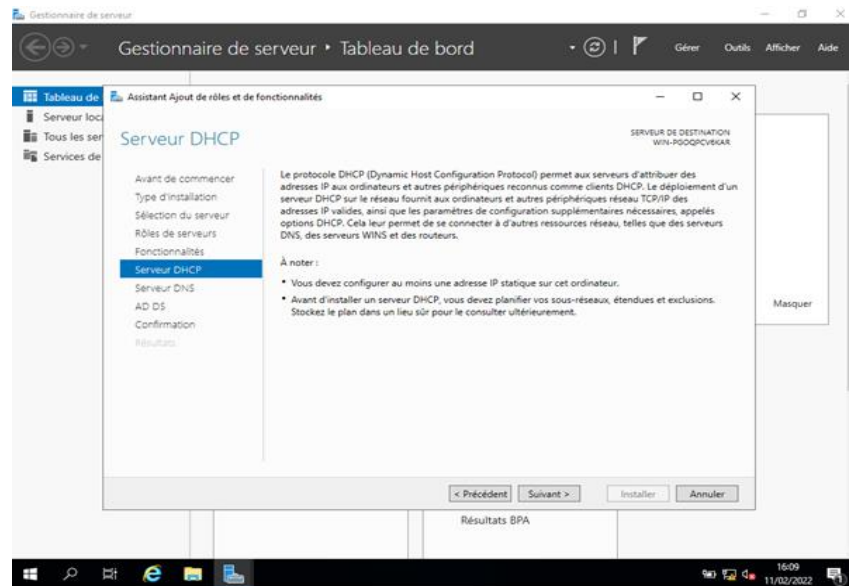 Gestionnaire de serveur
Gestionnaire de serveur • Tableau de bord
Gérer Outils Afficher Aide
Tableau de
Serveur loca
Tous les ser
Services de
Assistant Ajout de rôles et de fonctionnalités
Serveur DHCP
SERVEUR DE DESTINATION
Avant de commencer
Type d'installation
Sélection du serveur
Rôles de serveurs
Fonctionnalités
Serveur DHCP
Serveur DNS
AD DS
Confirmation
Résultats
Le protocole DHCP (Dynamic Host Configuration Protocol) permet aux serveurs d'attribuer des
adresses IP aux ordinateurs et autres périphériques reconnus comme clients DHCP. Le déploiement d'un
serveur DHCP sur le réseau fournit aux ordinateurs et autres périphériques réseau TCP/IP des
adresses IP valides, ainsi que les paramètres de configuration supplémentaires nécessaires, appelés
options DHCP. Cela leur permet de se connecter à d'autres ressources réseau, telles que des serveurs
DNS, des serveurs WINS et des routeurs.
À noter :
• Vous devez configurer au moins une adresse IP statique sur cet ordinateur.
• Avant d'installer un serveur DHCP, vous devez planifier vos sous-réseaux, étendues et exclusions.
Stockez le plan dans un lieu sûr pour le consulter ultérieurement.
Masquer
< Précédent Suivant > Installer Annuler
Résultats BPA
16:09
11/02/2022